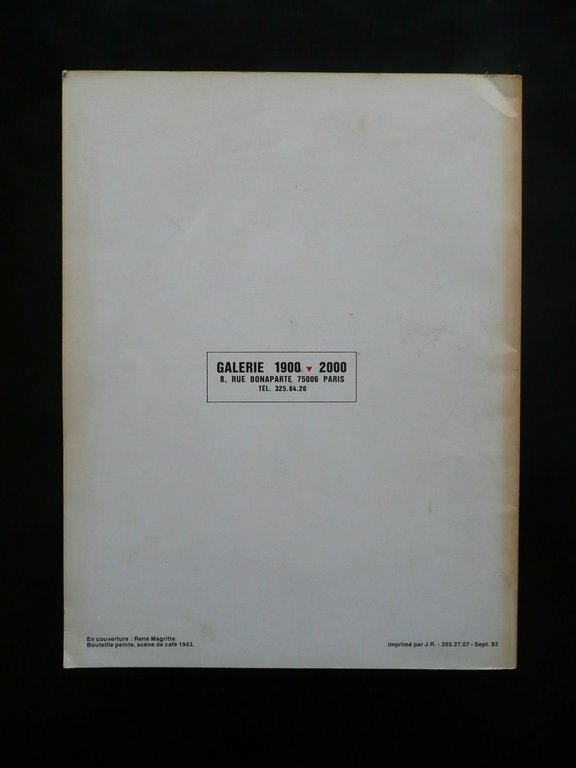 GALERIE 1900 ▼ 2000
8, RUE BONAPARTE 75006 PARIS
TÉL. 325.84.20
En couverture : René Magritte
Bouteille peinte, scène de café 1943.
imprimé par J.R. - 203.27.07 - Sept. 83